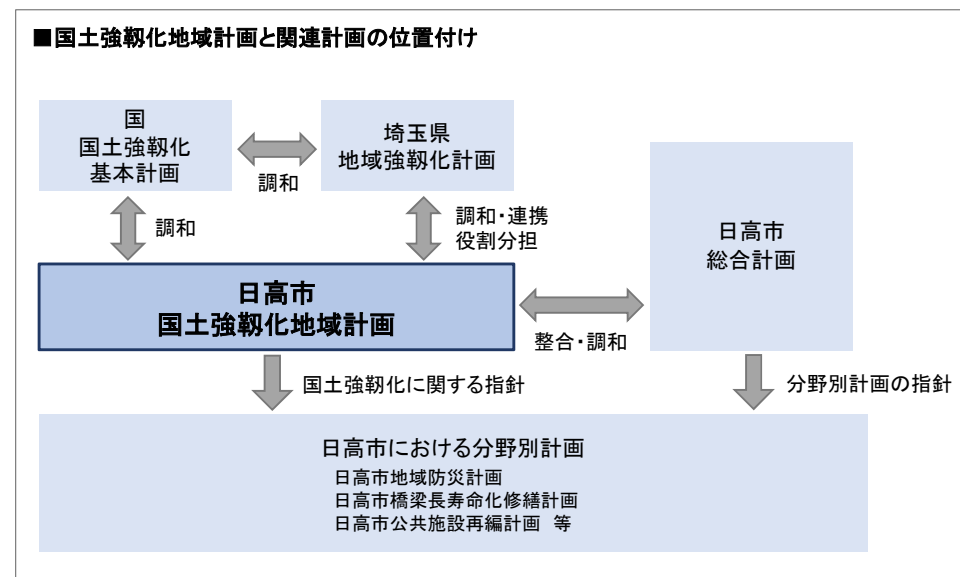 ■国土強靱化地域計画と関連計画の位置付け
国
国土強靱化
基本計画
調和
埼玉県
地域強靱化計画
調和
調和・連携
役割分担
日高市
総合計画
日高市
国土強靱化地域計画
整合・調和
国土強靱化に関する指針
分野別計画の指針
日高市における分野別計画
日高市地域防災計画
日高市橋梁長寿命化修繕計画
日高市公共施設再編計画　等